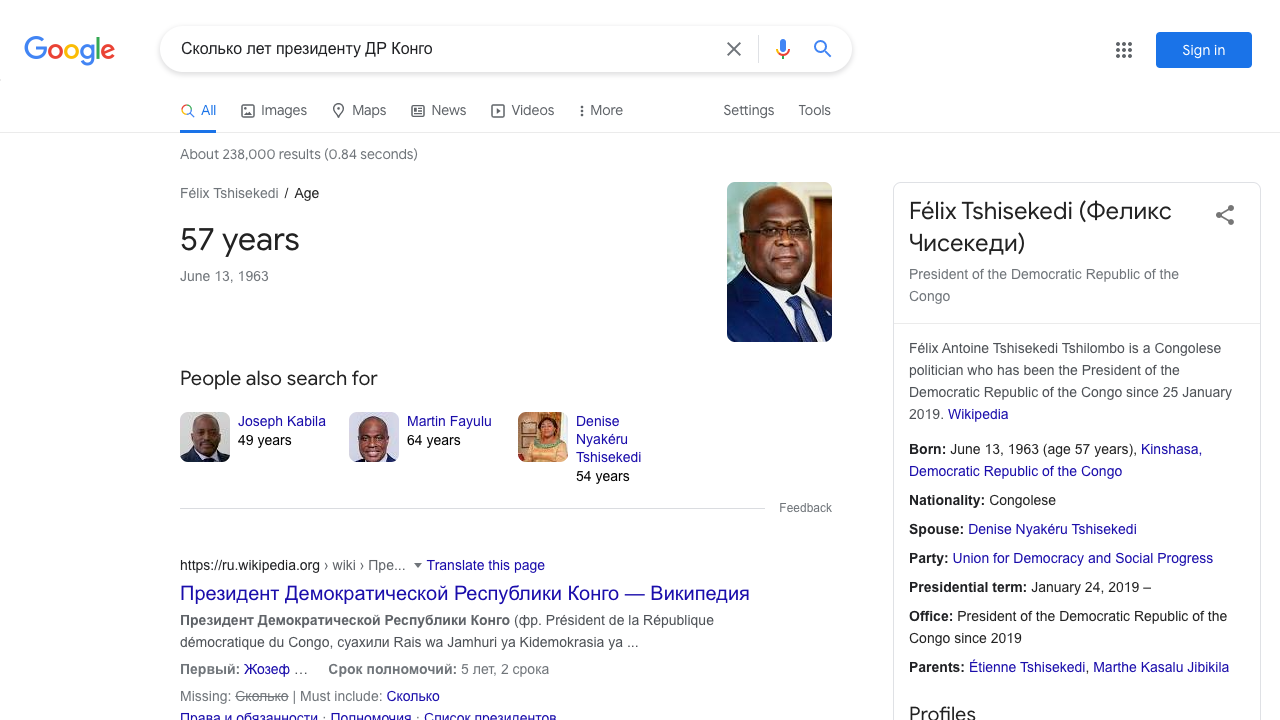 Google
Сколько лет президенту ДР Конго
Sign in
All
Images
Maps
News
Videos
More
Settings
Tools
About 238,000 results (0.84 seconds)
Félix Tshisekedi / Age
57 years
June 13, 1963
People also search for
Joseph Kabila
49 years
Martin Fayulu
64 years
Denise
Nyakéru
Tshisekedi
54 years
Feedback
https://ru.wikipedia.org › wiki › Пре...
Translate this page
Президент Демократической Республики Конго — Википедия
Президент Демократической Республики Конго (фр. Président de la République
démocratique du Congo, суахили Rais wa Jamhuri ya Kidemokrasia ya ...
Первый: Жозеф …
Срок полномочий: 5 лет, 2 срока
Missing: Сколько | Must include: Сколько
Права и обязанности · Полномочия · Список президентов
Félix Tshisekedi (Феликс
Чисекеди)
President of the Democratic Republic of the
Congo
Félix Antoine Tshisekedi Tshilombo is a Congolese
politician who has been the President of the
Democratic Republic of the Congo since 25 January
2019. Wikipedia
Born: June 13, 1963 (age 57 years), Kinshasa,
Democratic Republic of the Congo
Nationality: Congolese
Spouse: Denise Nyakéru Tshisekedi
Party: Union for Democracy and Social Progress
Presidential term: January 24, 2019 –
Office: President of the Democratic Republic of the
Congo since 2019
Parents: Étienne Tshisekedi, Marthe Kasalu Jibikila
Profiles